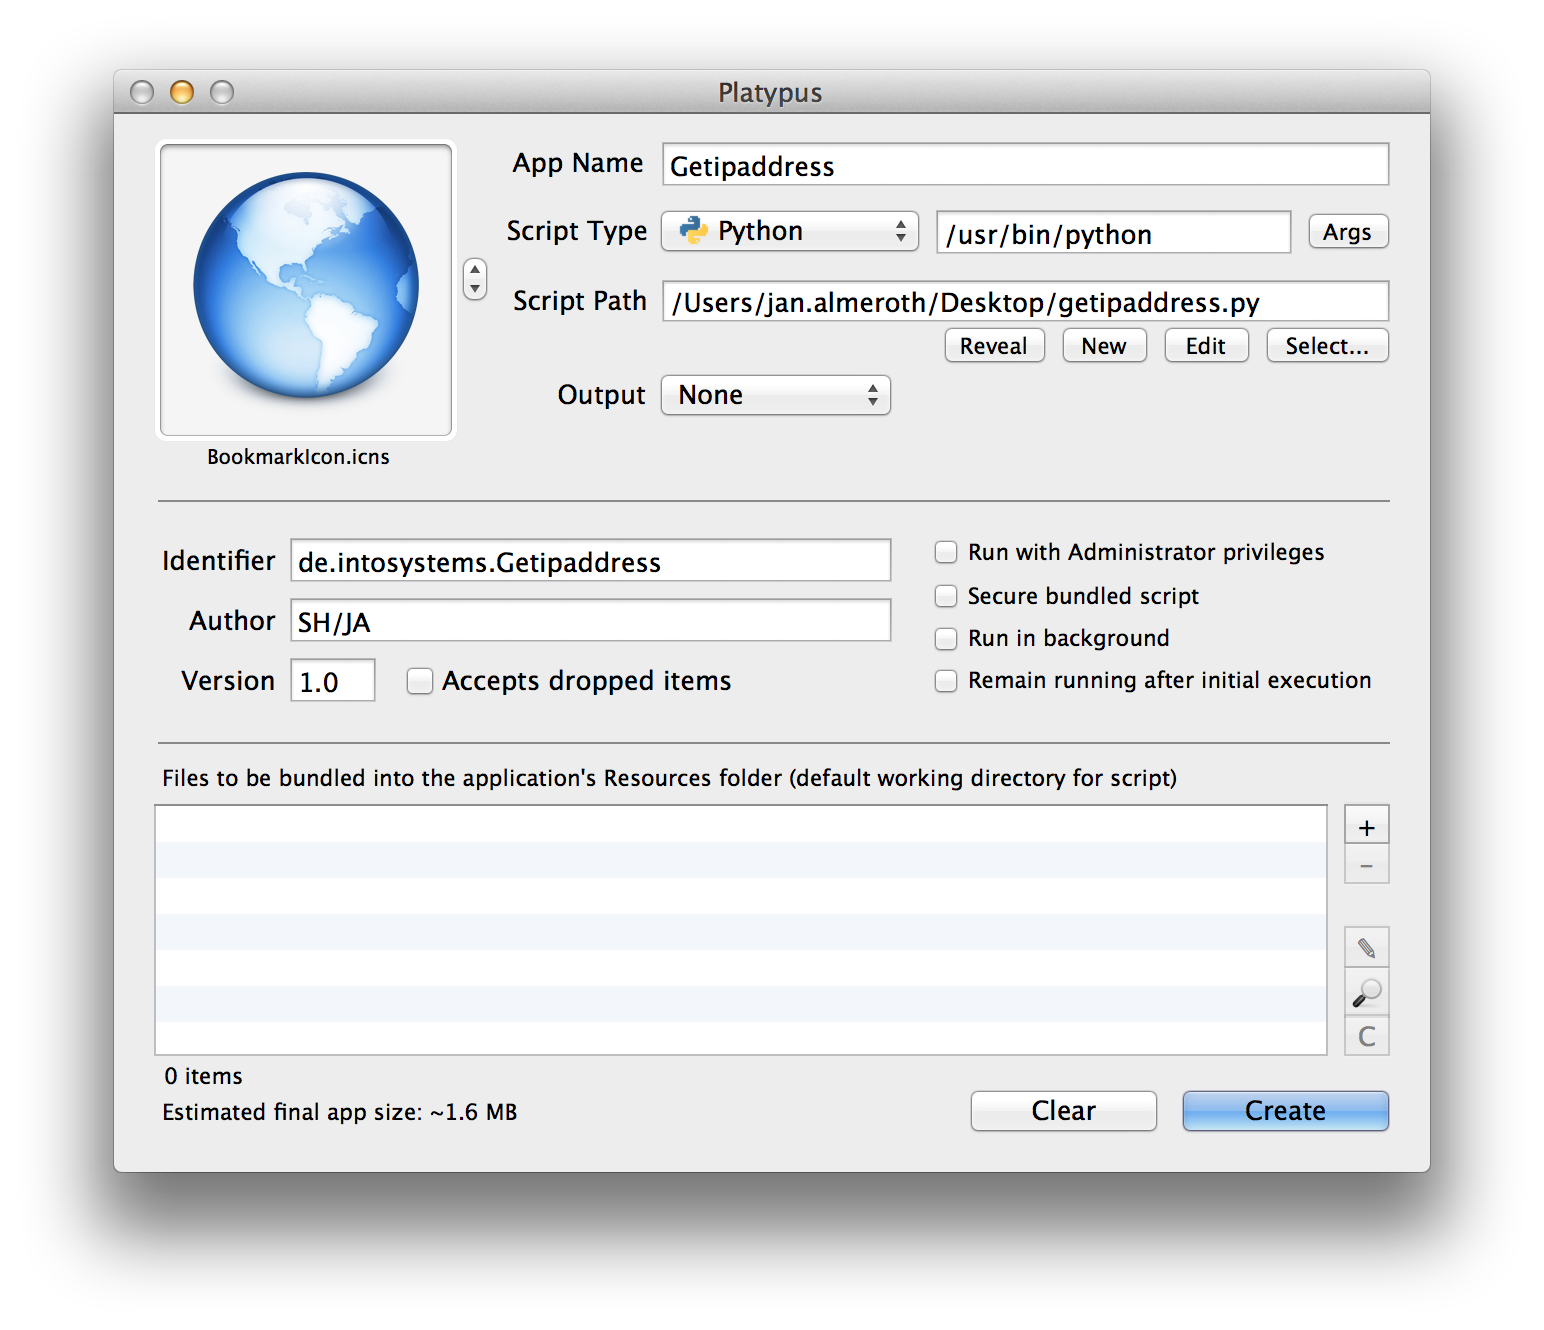 Platypus
App Name Getipaddress
Script Type Python /usr/bin/python Args
Script Path /Users/jan.almeroth/Desktop/getipaddress.py
Reveal New Edit Select...
Output None
BookmarkIcon.icns
Identifier de.intosystems.Getipaddress
Run with Administrator privileges
Secure bundled script
Author SH/JA
Run in background
Version 1.0 Accepts dropped items
Remain running after initial execution
Files to be bundled into the application's Resources folder (default working directory for script)
+
-
C
0 items
Estimated final app size: ~1.6 MB
Clear Create